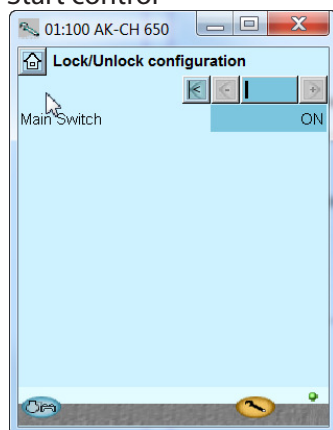 Start control
01:100 AK-CH 650
Lock/Unlock configuration
Main Switch ON